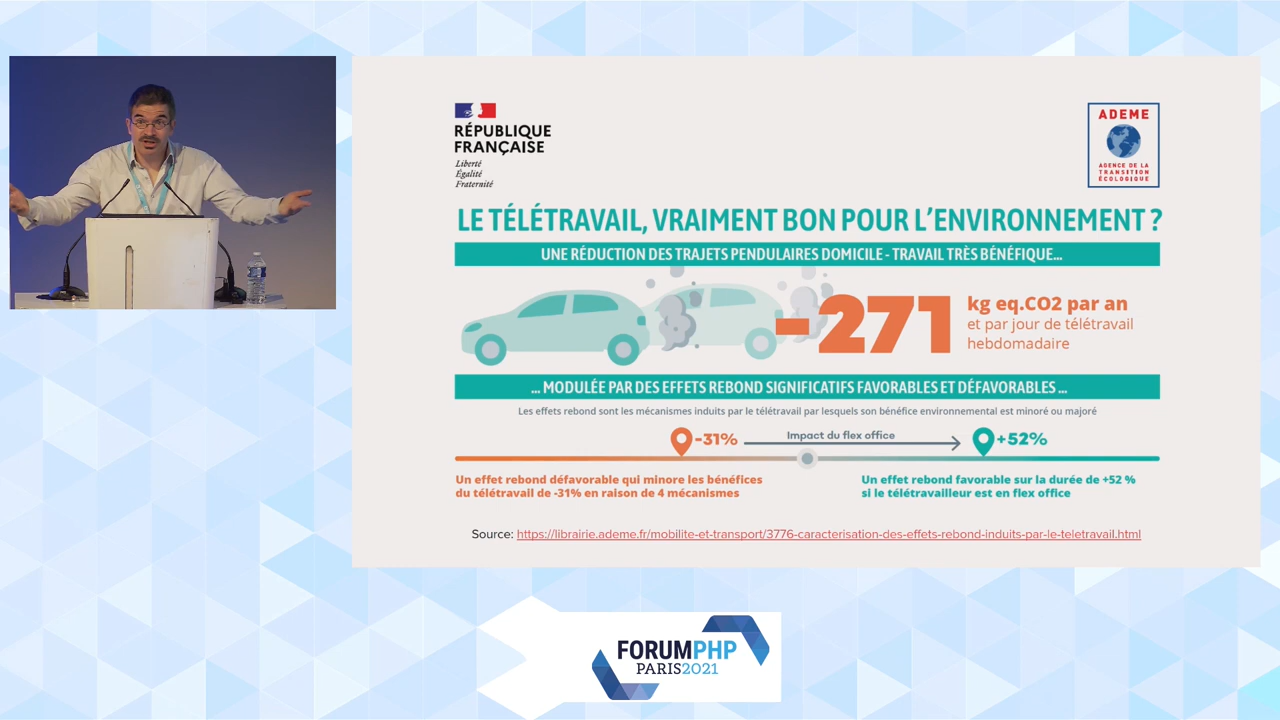 RÉPUBLIQUE
FRANÇAISE
Liberté
Égalité
Fraternité
ADEME
AGENCE DE LA
TRANSITION
ÉCOLOGIQUE
LE TÉLÉTRAVAIL, VRAIMENT BON POUR L'ENVIRONNEMENT ?
UNE RÉDUCTION DES TRAJETS PENDULAIRES DOMICILE - TRAVAIL TRÈS BÉNÉFIQUE...
-271
kg eq.CO2 par an
et par jour de télétravail
hebdomadaire
... MODULÉE PAR DES EFFETS REBOND SIGNIFICATIFS FAVORABLES ET DÉFAVORABLES ...
Les effets rebond sont les mécanismes induits par le télétravail par lesquels son bénéfice environnemental est minoré ou majoré
-31%
Impact du flex office
+52%
Un effet rebond défavorable qui minore les bénéfices
du télétravail de -31% en raison de 4 mécanismes
Un effet rebond favorable sur la durée de +52 %
si le télétravailleur est en flex office
Source: https://librairie.ademe.fr/mobilite-et-transport/3776-caracterisation-des-effets-rebond-induits-par-le-teletravail.html
FORUMPHP
PARIS2021